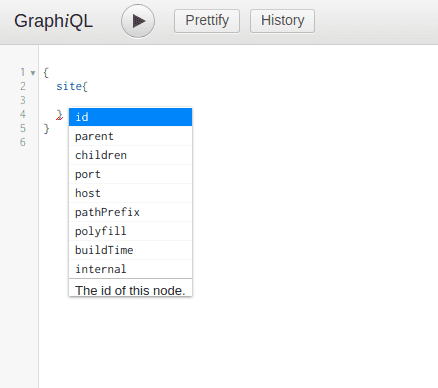 GraphiQL Prettify History
1 {
2 site{
3
4 }
5 }
6
id
parent
children
port
host
pathPrefix
polyfill
buildTime
internal
The id of this node.